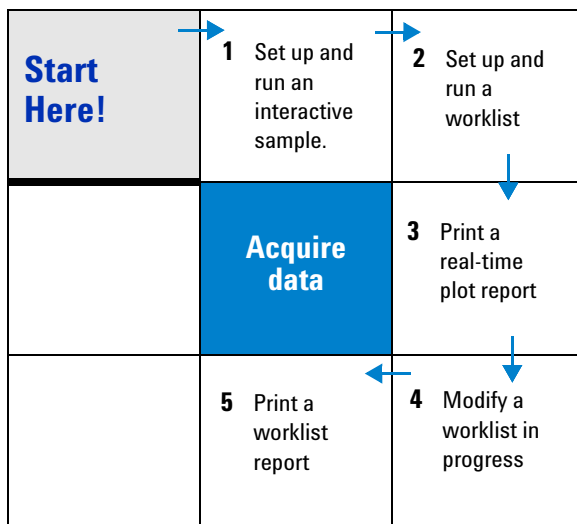 Start
Here!
1 Set up and
run an
interactive
sample.
2 Set up and
run a
worklist
Acquire
data
3 Print a
real-time
plot report
4 Modify a
worklist in
progress
5 Print a
worklist
report